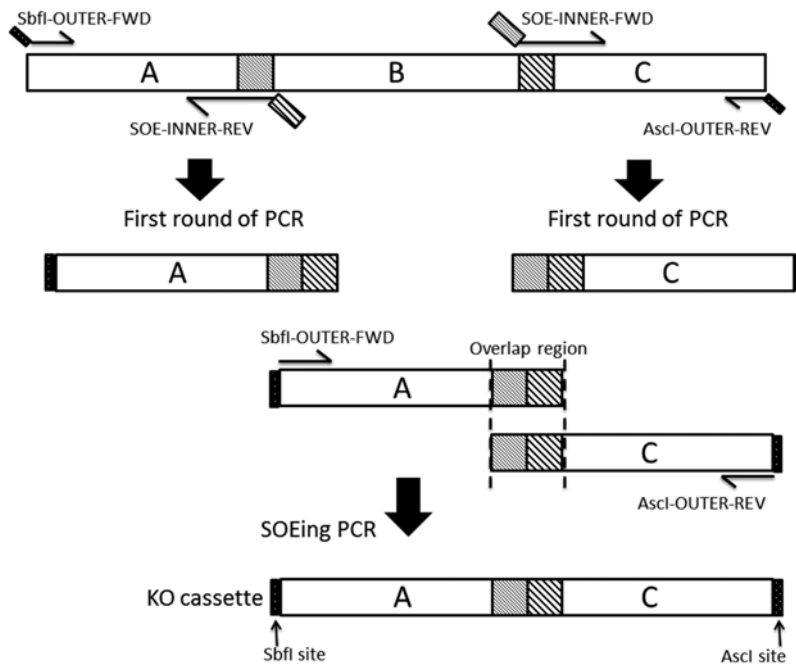 SbfI-OUTER-FWD
SOE-INNER-FWD
A
B
C
SOE-INNER-REV
AscI-OUTER-REV
First round of PCR
First round of PCR
A
C
SbfI-OUTER-FWD
Overlap region
A
C
AscI-OUTER-REV
SOEing PCR
KO cassette
A
C
SbfI site
AscI site